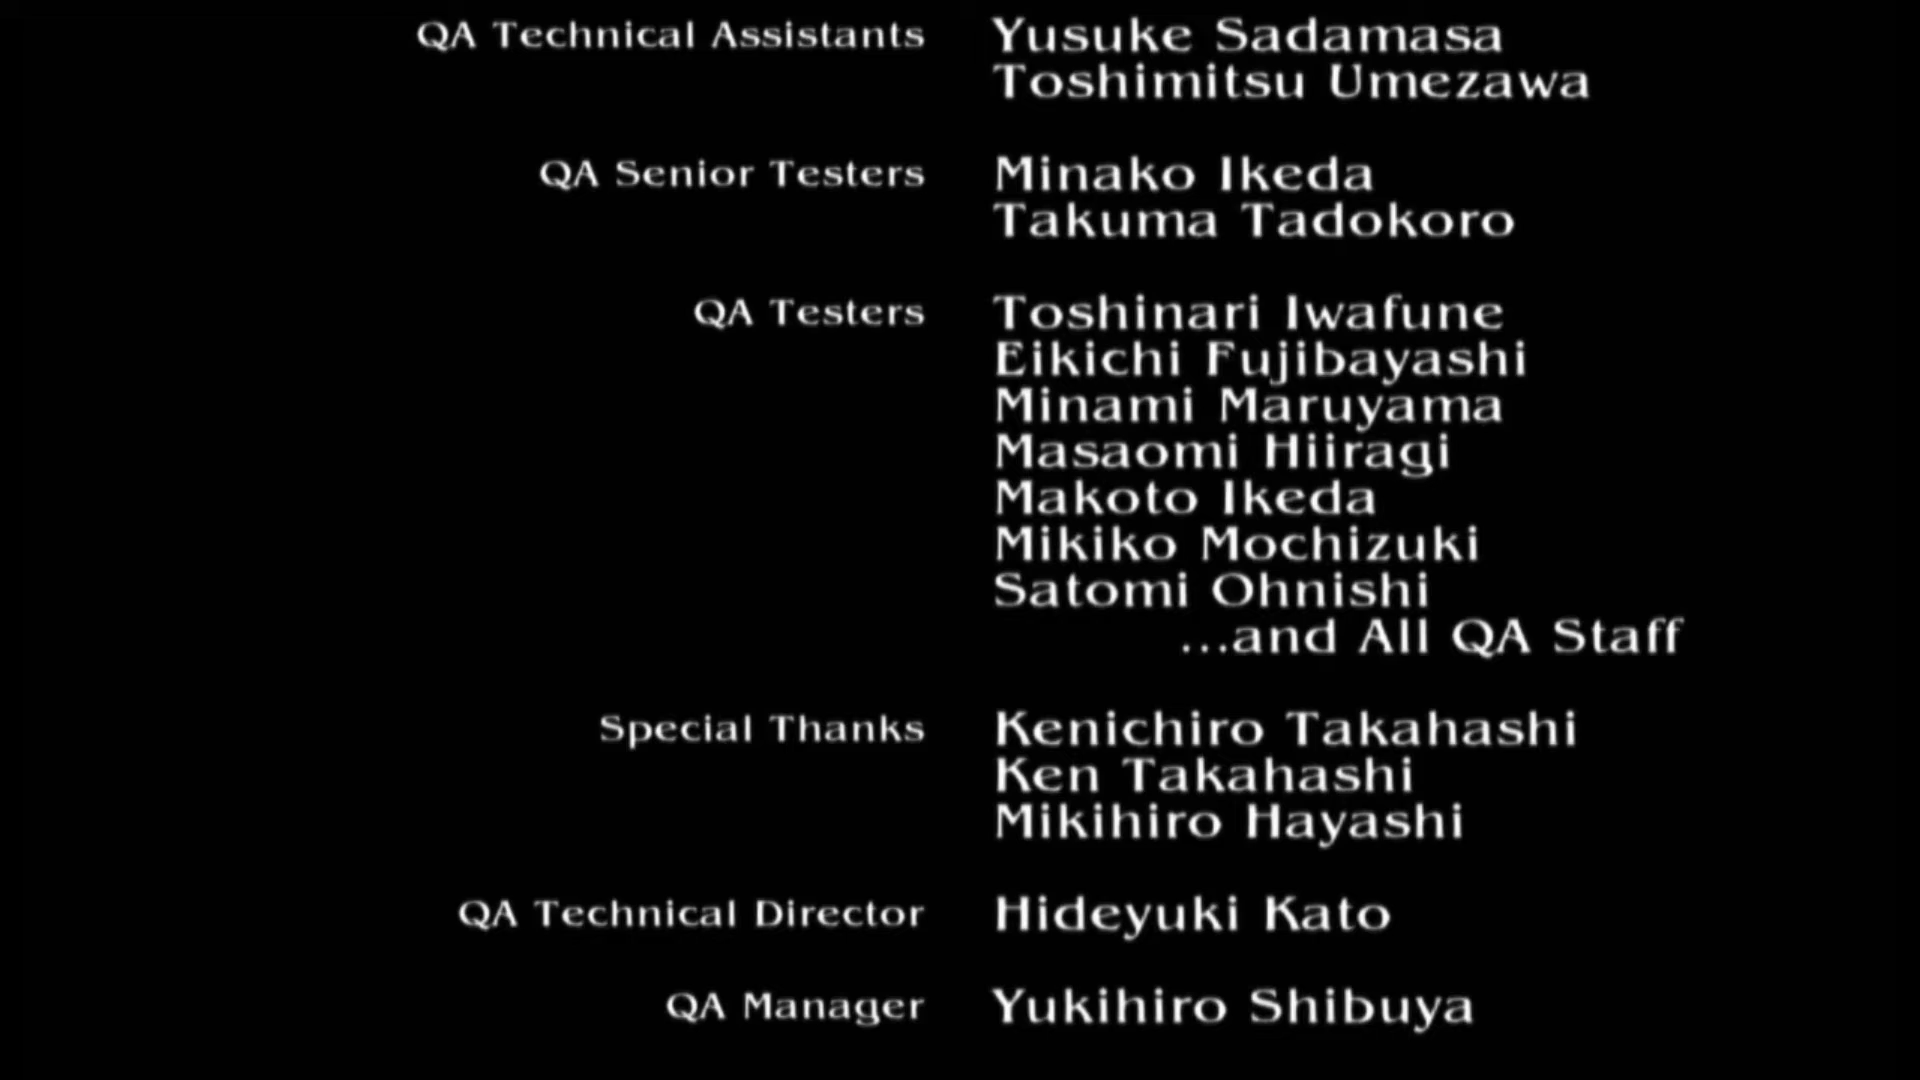 QA Technical Assistants Yusuke Sadamasa
Toshimitsu Umezawa
QA Senior Testers Minako Ikeda
Takuma Tadokoro
QA Testers Toshinari Iwafune
Eikichi Fujibayashi
Minami Maruyama
Masaomi Hiiragi
Makoto Ikeda
Mikiko Mochizuki
Satomi Ohnishi
...and All QA Staff
Special Thanks Kenichiro Takahashi
Ken Takahashi
Mikihiro Hayashi
QA Technical Director Hideyuki Kato
QA Manager Yukihiro Shibuya